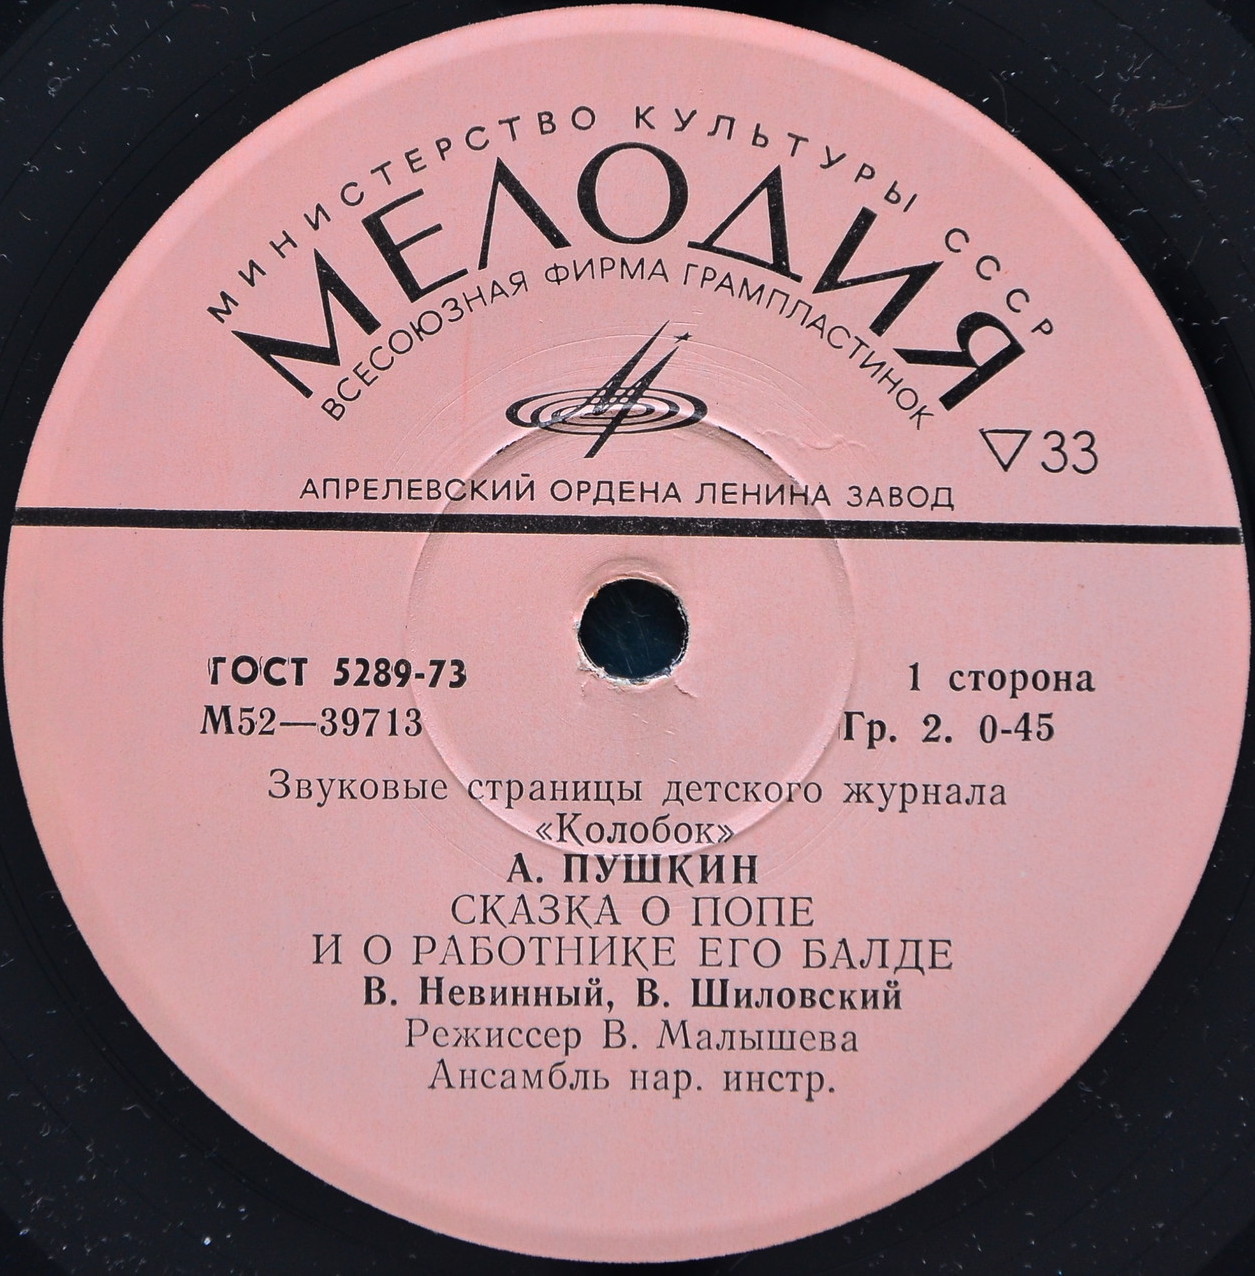 МИНИСТЕРСТВО КУЛЬТУРЫ СССР
МЕЛОДИЯ
ВСЕСОЮЗНАЯ ФИРМА ГРАМПЛАСТИНОК
▽33
АПРЕЛЕВСКИЙ ОРДЕНА ЛЕНИНА ЗАВОД
ГОСТ 5289-73
1 сторона
М52—39713
Гр. 2. 0-45
Звуковые страницы детского журнала
«Колобок»
А. ПУШКИН
СКАЗКА О ПОПЕ
И О РАБОТНИКЕ ЕГО БАЛДЕ
В. Невинный, В. Шиловский
Режиссер В. Малышева
Ансамбль нар. инстр.